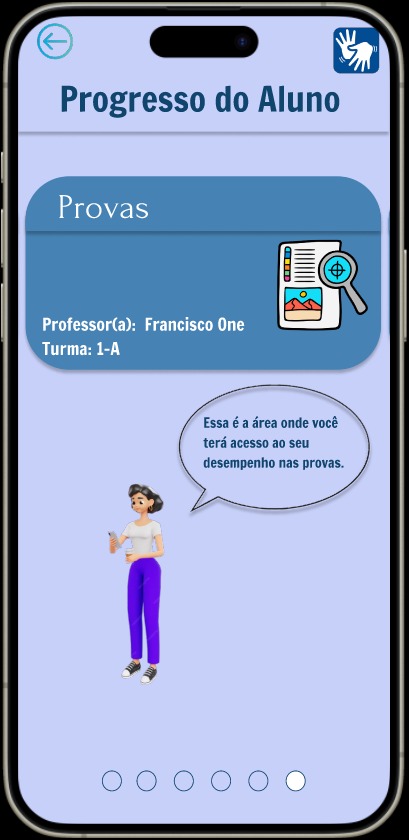 Progresso do Aluno
Provas
Professor(a): Francisco One
Turma: 1-A
Essa é a área onde você
terá acesso ao seu
desempenho nas provas.